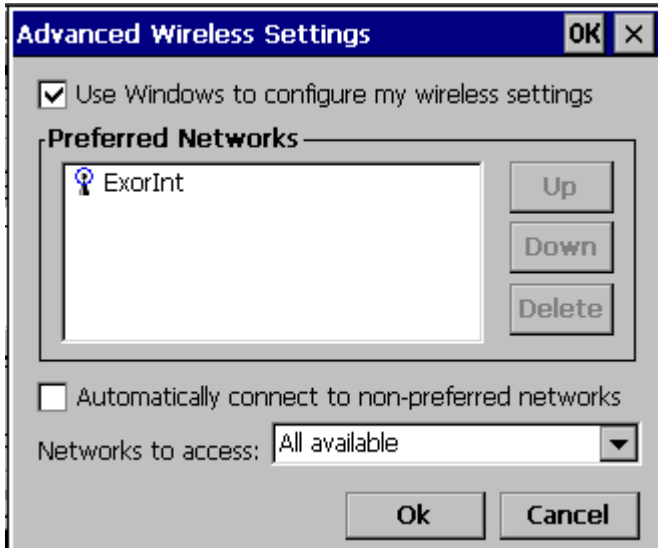 Advanced Wireless Settings OK ×
Use Windows to configure my wireless settings
Preferred Networks
ExorInt
Up
Down
Delete
Automatically connect to non-preferred networks
Networks to access: All available
Ok Cancel